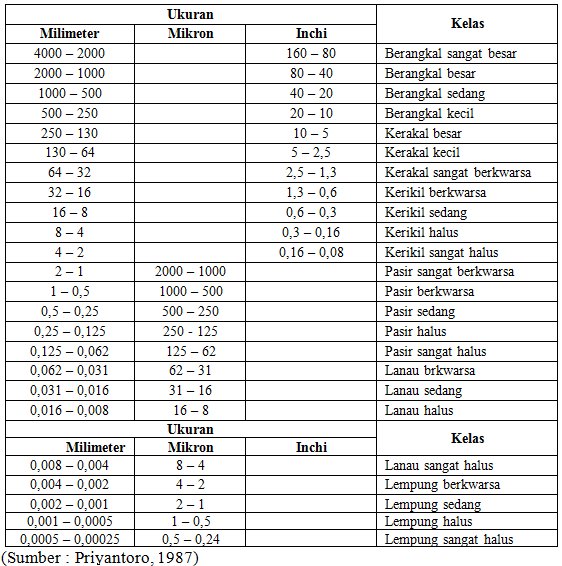 Ukuran Kelas
Milimeter Mikron Inchi
4000 – 2000 160 – 80 Berangkal sangat besar
2000 – 1000 80 – 40 Berangkal besar
1000 – 500 40 – 20 Berangkal sedang
500 – 250 20 – 10 Berangkal kecil
250 – 130 10 – 5 Kerakal besar
130 – 64 5 – 2,5 Kerakal kecil
64 – 32 2,5 – 1,3 Kerakal sangat berkwarsa
32 – 16 1,3 – 0,6 Kerikil berkwarsa
16 – 8 0,6 – 0,3 Kerikil sedang
8 – 4 0,3 – 0,16 Kerikil halus
4 – 2 0,16 – 0,08 Kerikil sangat halus
2 – 1 2000 – 1000 Pasir sangat berkwarsa
1 – 0,5 1000 – 500 Pasir berkwarsa
0,5 – 0,25 500 – 250 Pasir sedang
0,25 – 0,125 250 - 125 Pasir halus
0,125 – 0,062 125 – 62 Pasir sangat halus
0,062 – 0,031 62 – 31 Lanau brkwarsa
0,031 – 0,016 31 – 16 Lanau sedang
0,016 – 0,008 16 – 8 Lanau halus
Ukuran Kelas
Milimeter Mikron Inchi
0,008 – 0,004 8 – 4 Lanau sangat halus
0,004 – 0,002 4 – 2 Lempung berkwarsa
0,002 – 0,001 2 – 1 Lempung sedang
0,001 – 0,0005 1 – 0,5 Lempung halus
0,0005 – 0,00025 0,5 – 0,24 Lempung sangat halus
(Sumber : Priyantoro, 1987)